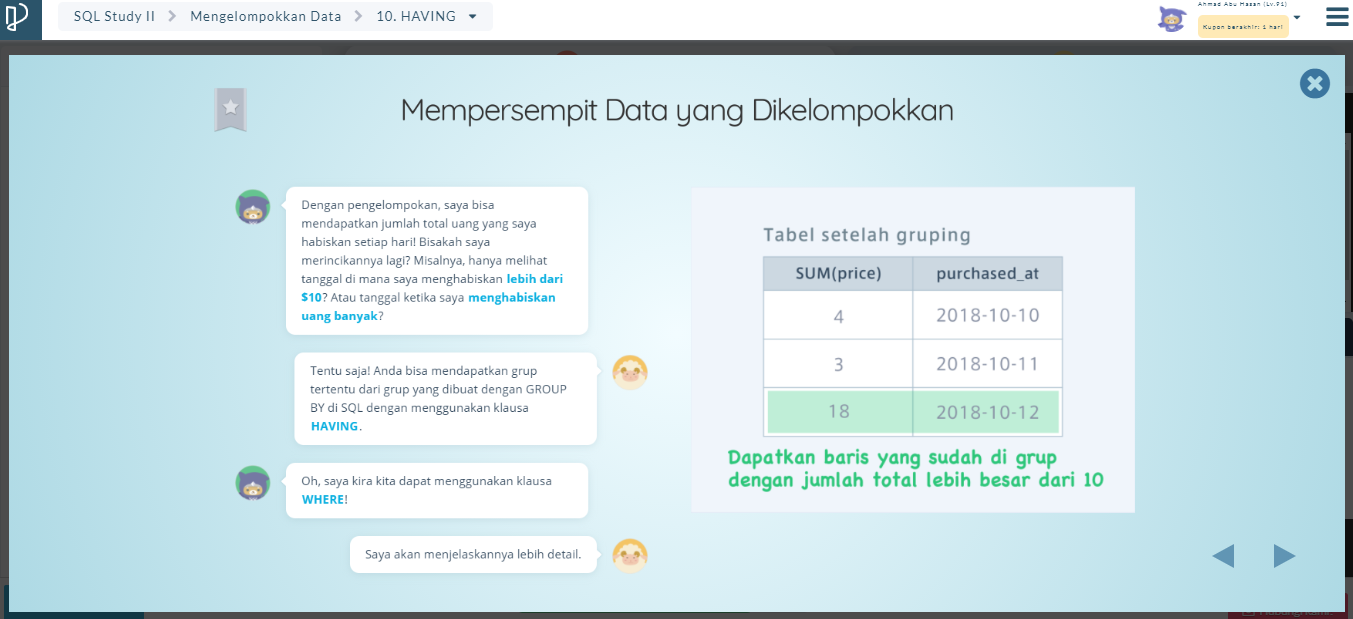 SQL Study II
Mengelompokkan Data
10. HAVING
Ahmad Abu Hasan (Lv.91)
Kupon berakhir: 1 hari
Mempersempit Data yang Dikelompokkan
Dengan pengelompokan, saya bisa
mendapatkan jumlah total uang yang saya
habiskan setiap hari! Bisakah saya
merincikannya lagi? Misalnya, hanya melihat
tanggal di mana saya menghabiskan lebih dari
$10? Atau tanggal ketika saya menghabiskan
uang banyak?
Tentu saja! Anda bisa mendapatkan grup
tertentu dari grup yang dibuat dengan GROUP
BY di SQL dengan menggunakan klausa
HAVING.
Oh, saya kira kita dapat menggunakan klausa
WHERE!
Saya akan menjelaskannya lebih detail.
Tabel setelah gruping
SUM(price) purchased_at
4 2018-10-10
3 2018-10-11
18 2018-10-12
Dapatkan baris yang sudah di grup
dengan jumlah total lebih besar dari 10